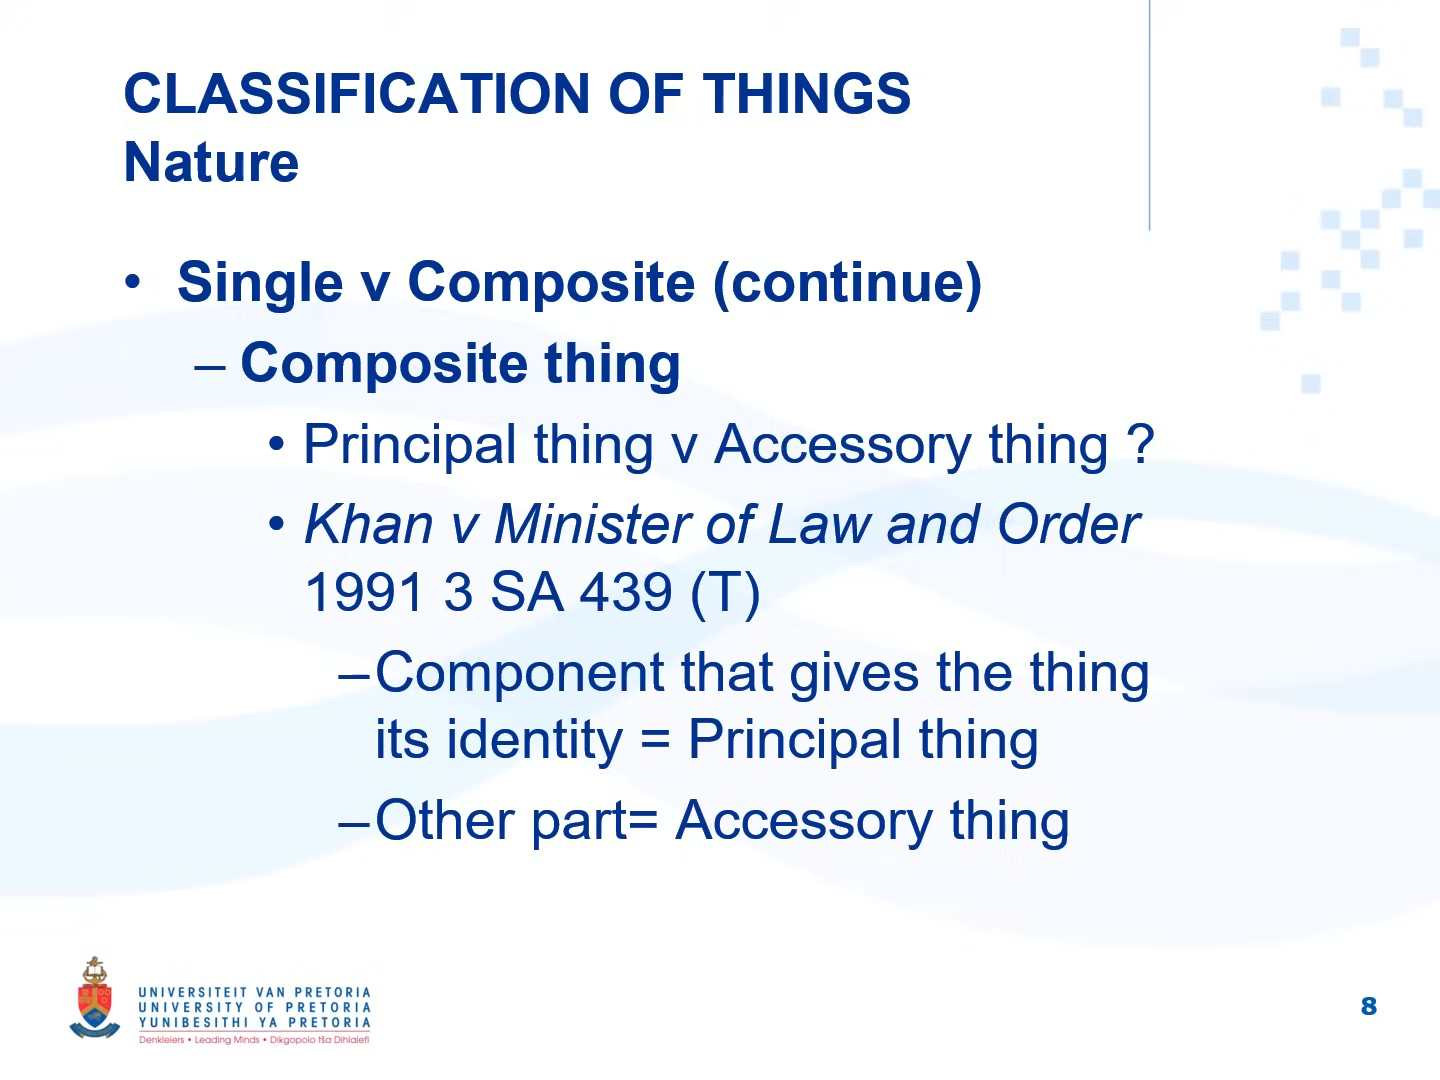 CLASSIFICATION OF THINGS
Nature
• Single v Composite (continue)
– Composite thing
• Principal thing v Accessory thing ?
• Khan v Minister of Law and Order
1991 3 SA 439 (T)
–Component that gives the thing
its identity = Principal thing
–Other part= Accessory thing
UNIVERSITEIT VAN PRETORIA
UNIVERSITY OF PRETORIA
YUNIBESITHI YA PRETORIA
Denkleiers • Leading Minds • Dikgopolo tša Dihlalefi
8